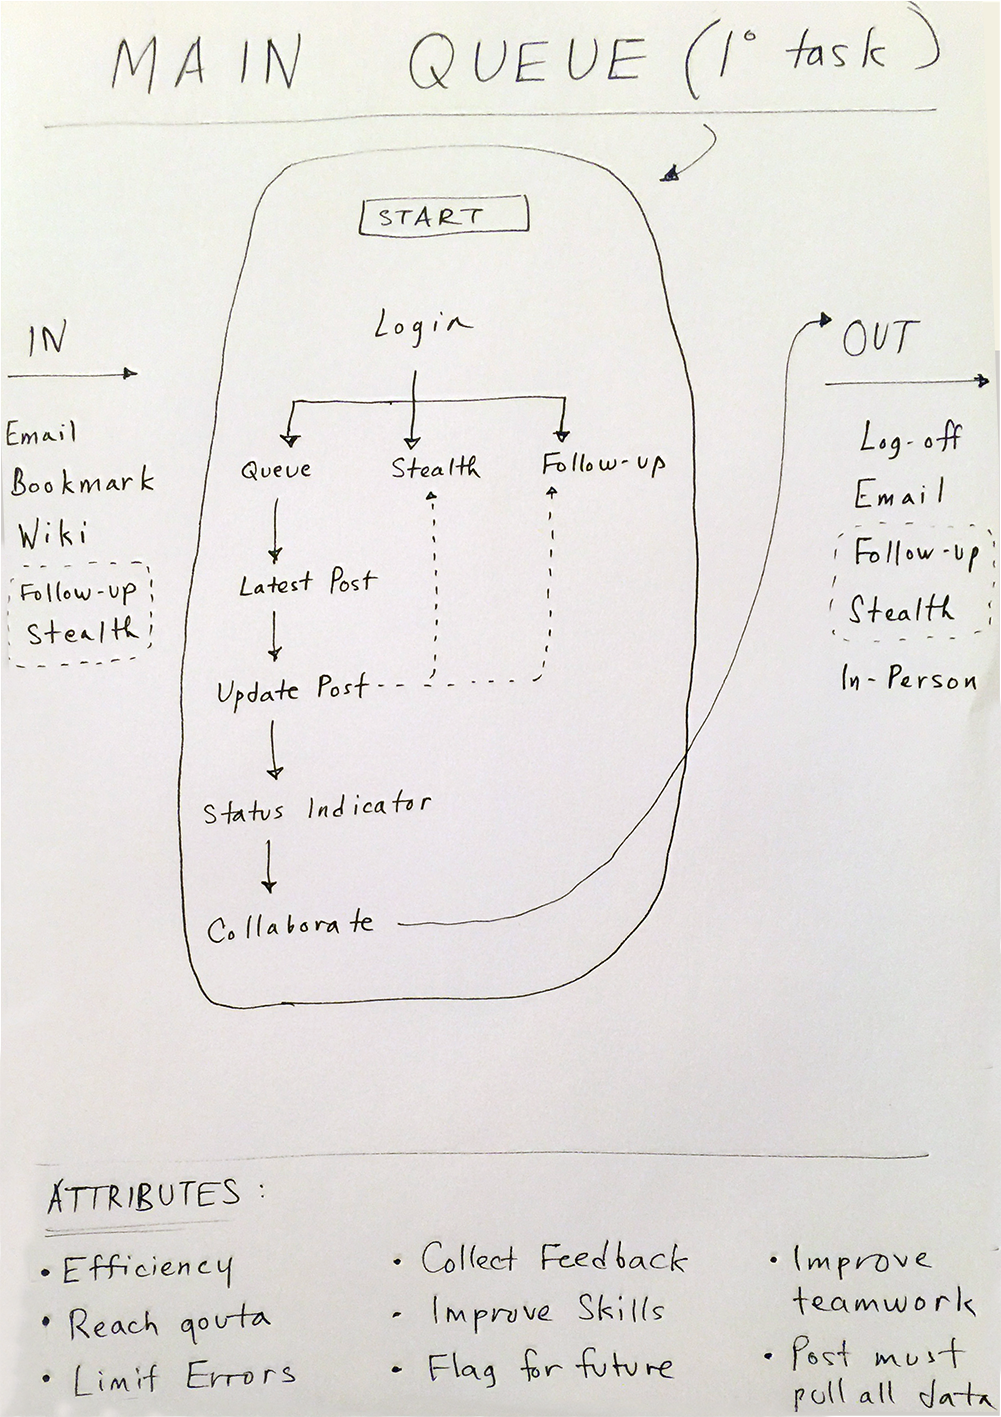 MAIN QUEUE (1° task)
START
Login
IN
Email
Bookmark
Wiki
Follow-up
Stealth
Queue
Stealth
Follow-up
Latest Post
Update Post
Status Indicator
Collaborate
OUT
Log-off
Email
Follow-up
Stealth
In-Person
ATTRIBUTES:
• Efficiency
• Reach qouta
• Limit Errors
• Collect Feedback
- Improve Skills
• Flag for future
• Improve
teamwork
• Post must
pull all data